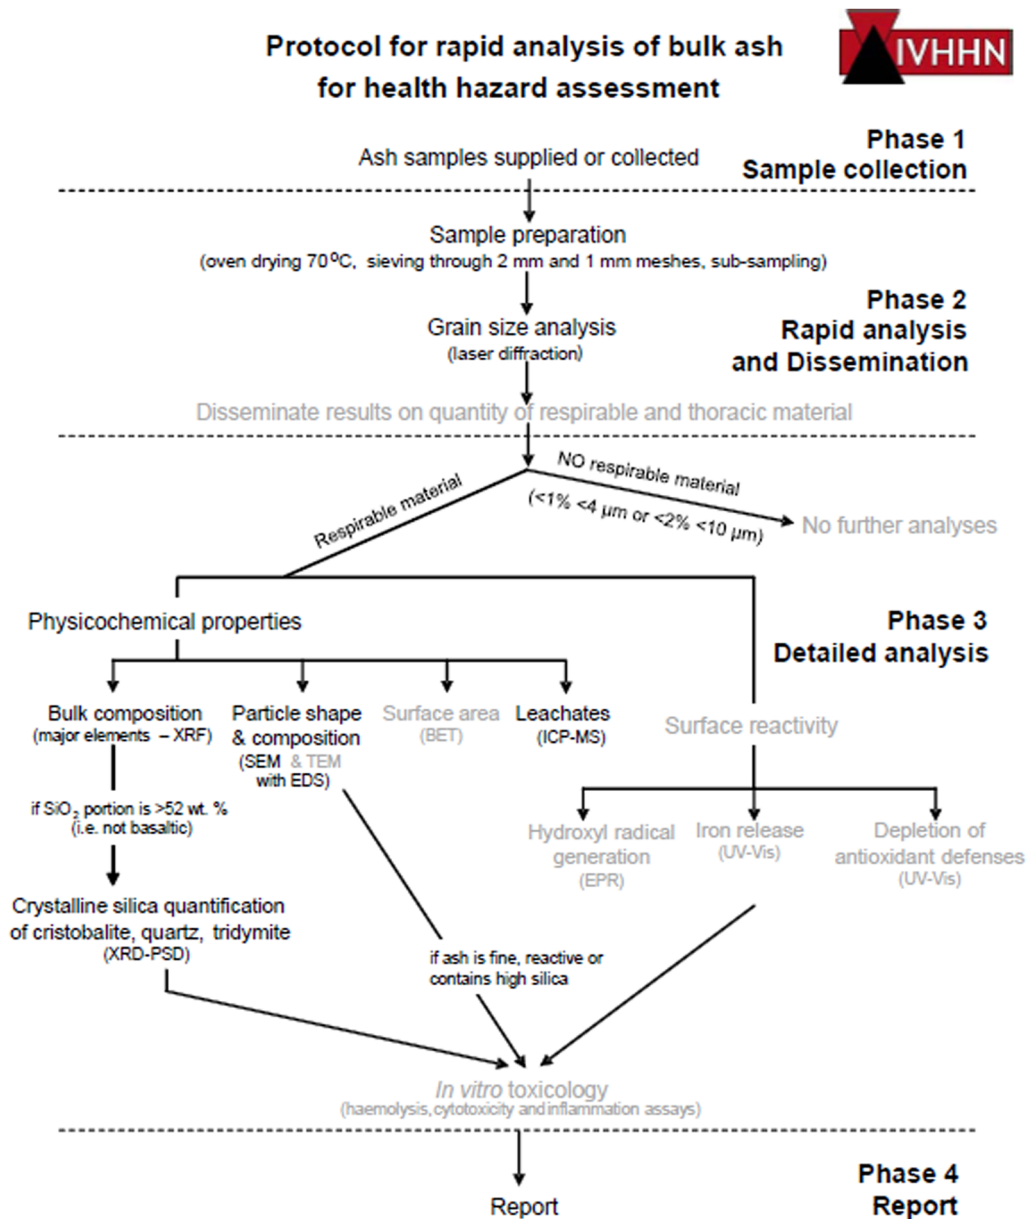 Protocol for rapid analysis of bulk ash
for health hazard assessment
IVHHN
Phase 1
Sample collection
Ash samples supplied or collected
Sample preparation
(oven drying 70⁰C, sieving through 2 mm and 1 mm meshes, sub-sampling)
Phase 2
Rapid analysis
and Dissemination
Grain size analysis
(laser diffraction)
Disseminate results on quantity of respirable and thoracic material
Respirable material
NO respirable material
(<1% <4 µm or <2% <10 µm)
No further analyses
Phase 3
Detailed analysis
Physicochemical properties
Bulk composition
(major elements – XRF)
Particle shape
& composition
(SEM & TEM
with EDS)
Surface area
(BET)
Leachates
(ICP-MS)
Surface reactivity
if SiO₂ portion is >52 wt. %
(i.e. not basaltic)
Hydroxyl radical
generation
(EPR)
Iron release
(UV-Vis)
Depletion of
antioxidant defenses
(UV-Vis)
Crystalline silica quantification
of cristobalite, quartz, tridymite
(XRD-PSD)
if ash is fine, reactive or
contains high silica
In vitro toxicology
(haemolysis, cytotoxicity and inflammation assays)
Phase 4
Report
Report